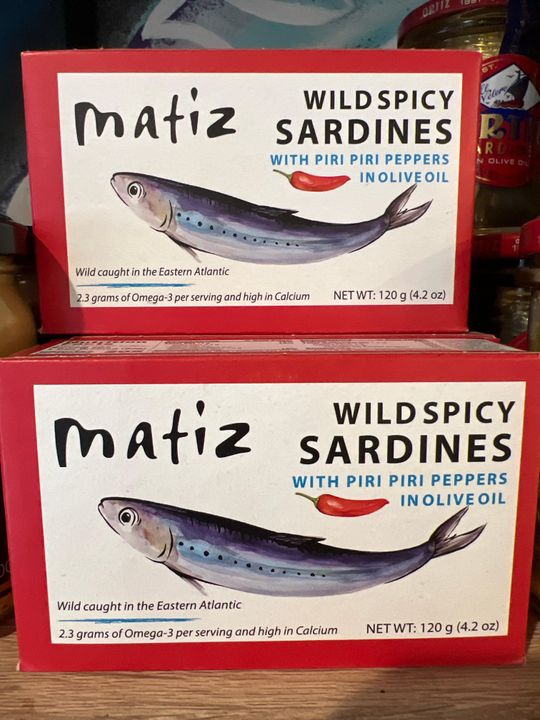 ORTIZ
matiz
WILD SPICY
SARDINES
WITH PIRI PIRI PEPPERS
IN OLIVE OIL
Wild caught in the Eastern Atlantic
2.3 grams of Omega-3 per serving and high in Calcium
NET WT: 120 g (4.2 oz)
OLIVE OIL
matiz
WILD SPICY
SARDINES
WITH PIRI PIRI PEPPERS
IN OLIVE OIL
Wild caught in the Eastern Atlantic
2.3 grams of Omega-3 per serving and high in Calcium
NET WT: 120 g (4.2 oz)